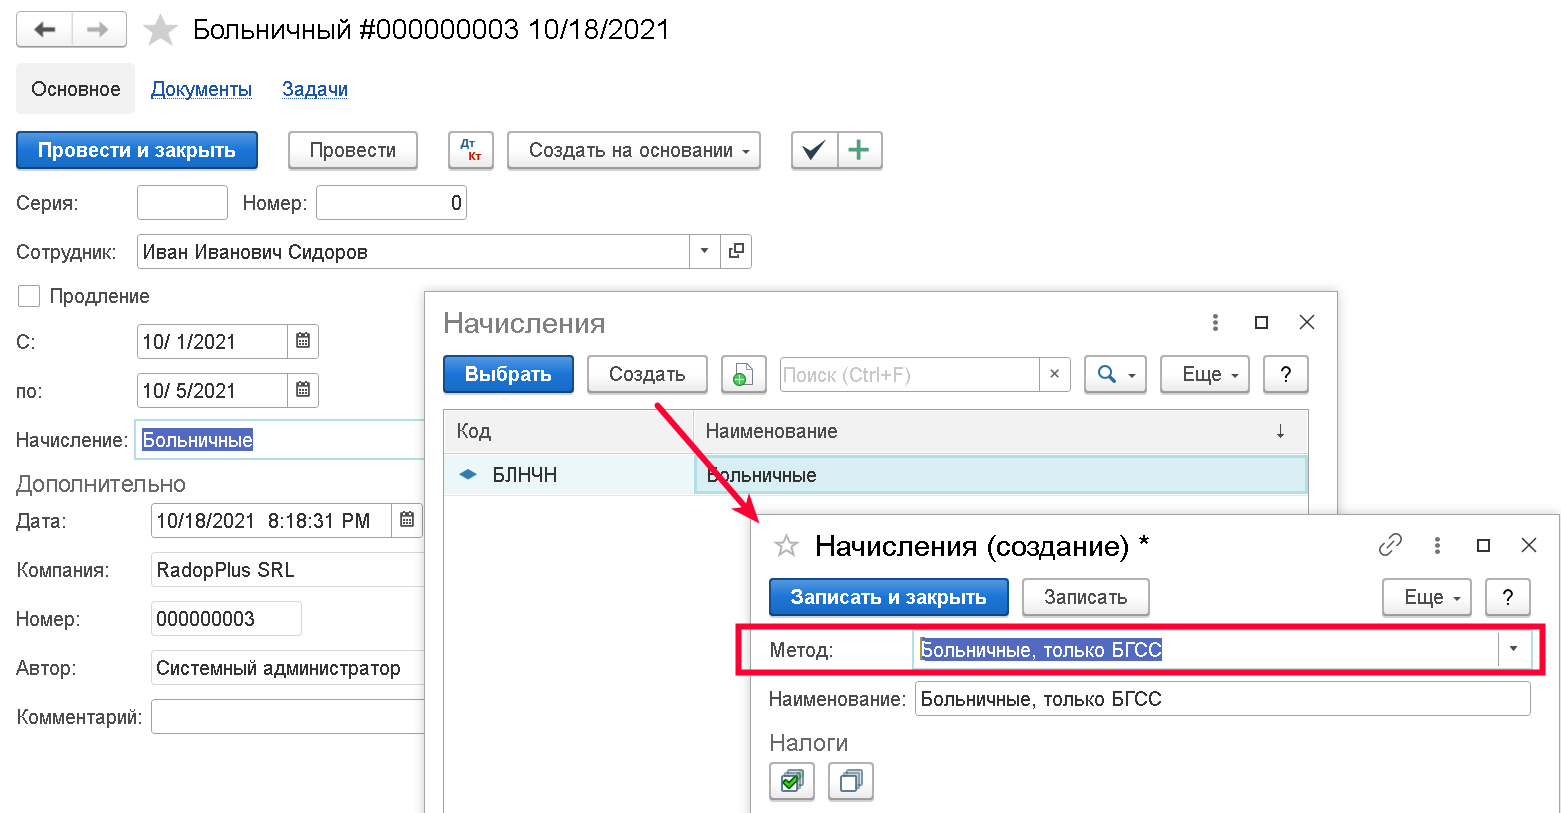 Больничный #000000003 10/18/2021
Основное Документы Задачи
Провести и закрыть Провести Дт Кт Создать на основании
Серия: Номер: 0
Сотрудник: Иван Иванович Сидоров
Продление
С: 10/ 1/2021
по: 10/ 5/2021
Начисление: Больничные
Дополнительно
Дата: 10/18/2021 8:18:31 PM
Компания: RadopPlus SRL
Номер: 000000003
Автор: Системный администратор
Комментарий:
Начисления
Выбрать Создать Поиск (Ctrl+F) × Еще ?
Код Наименование ↓
БЛНЧН Больничные
Начисления (создание) *
Записать и закрыть Записать Еще ?
Метод: Больничные, только БГСС
Наименование: Больничные, только БГСС
Налоги